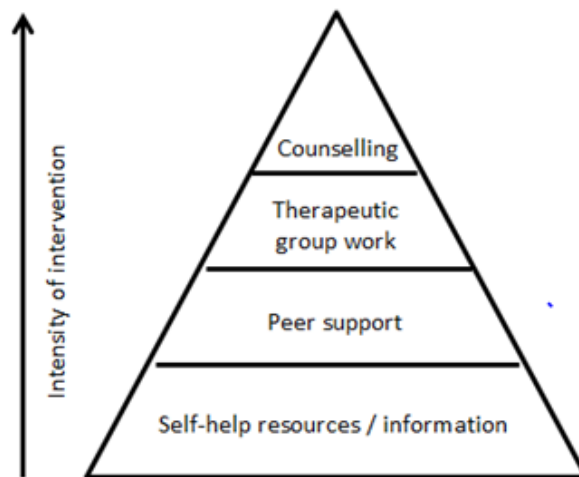 Intensity of intervention
Counselling
Therapeutic
group work
Peer support
Self-help resources / information